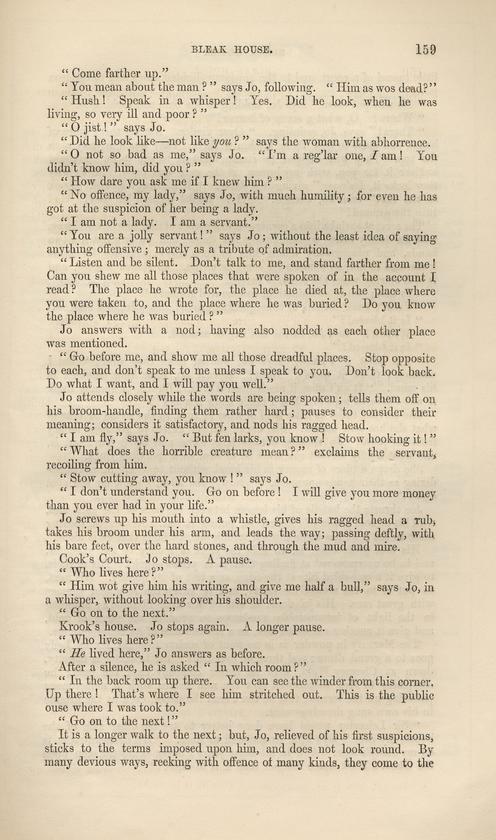 BLEAK HOUSE. 159
“ Come farther up.”
“ You mean about the man ? ” says Jo, following. “ Him as wos dead?”
“ Hush ! Speak in a whisper ! Yes. Did he look, when he was
living, so very ill and poor ? ”
“ O jist ! ” says Jo.
“ Did he look like—not like you ? ” says the woman with abhorrence.
“ O not so bad as me,” says Jo. “ I’m a reg’lar one, I am ! You
didn’t know him, did you ? ”
“ How dare you ask me if I knew him ? ”
“ No offence, my lady,” says Jo, with much humility ; for even he has
got at the suspicion of her being a lady.
“ I am not a lady. I am a servant.”
“ You are a jolly servant ! ” says Jo ; without the least idea of saying
anything offensive ; merely as a tribute of admiration.
“ Listen and be silent. Don’t talk to me, and stand farther from me !
Can you shew me all those places that were spoken of in the account I
read ? The place he wrote for, the place he died at, the place where
you were taken to, and the place where he was buried ? Do you know
the place where he was buried ? ”
Jo answers with a nod ; having also nodded as each other place
was mentioned.
“ Go before me, and show me all those dreadful places. Stop opposite
to each, and don’t speak to me unless I speak to you. Don’t look back.
Do what I want, and I will pay you well.”
Jo attends closely while the words are being spoken ; tells them off on
his broom-handle, finding them rather hard ; pauses to consider their
meaning ; considers it satisfactory, and nods his ragged head.
“ I am fly,” says Jo. “ But fen larks, you know ! Stow hooking it ! ”
“ What does the horrible creature mean ? ” exclaims the servant,
recoiling from him.
“ Stow cutting away, you know ! ” says Jo.
“ I don’t understand you. Go on before ! I will give you more money
than you ever had in your life.”
Jo screws up his mouth into a whistle, gives his ragged head a rub,
takes his broom under his arm, and leads the way ; passing deftly, with
his bare feet, over the hard stones, and through the mud and mire.
Cook’s Court. Jo stops. A pause.
“ Who lives here ? ”
“ Him wot give him his writing, and give me half a bull,” says Jo, in
a whisper, without looking over his shoulder.
“ Go on to the next.”
Krook’s house. Jo stops again. A longer pause.
“ Who lives here ? ”
“ He lived here,” Jo answers as before.
After a silence, he is asked “ In which room ? ”
“ In the back room up there. You can see the winder from this corner.
Up there ! That’s where I see him stritched out. This is the public
ouse where I was took to.”
“ Go on to the next ! ”
It is a longer walk to the next ; but, Jo, relieved of his first suspicions,
sticks to the terms imposed upon him, and does not look round. By
many devious ways, reeking with offence of many kinds, they come to the